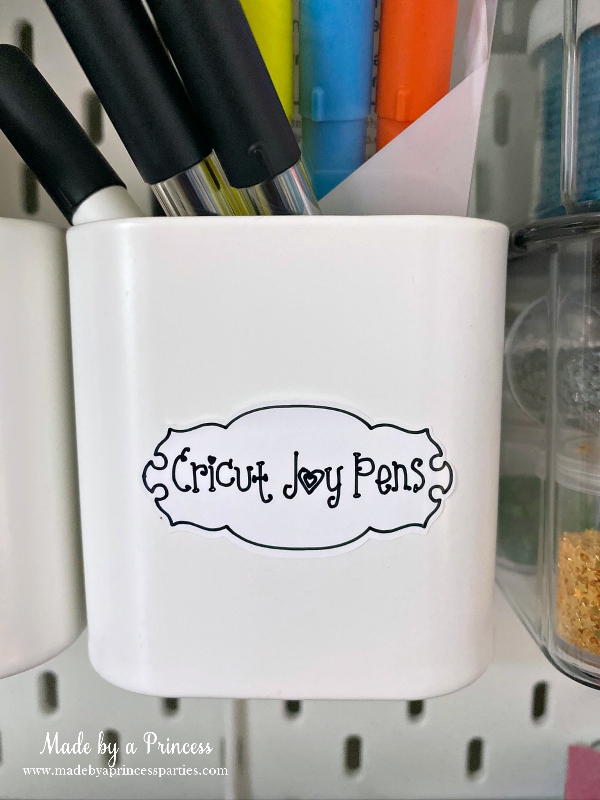 Cricut Joy Pens
Made by a Princess
www.madebyaprincessparties.com